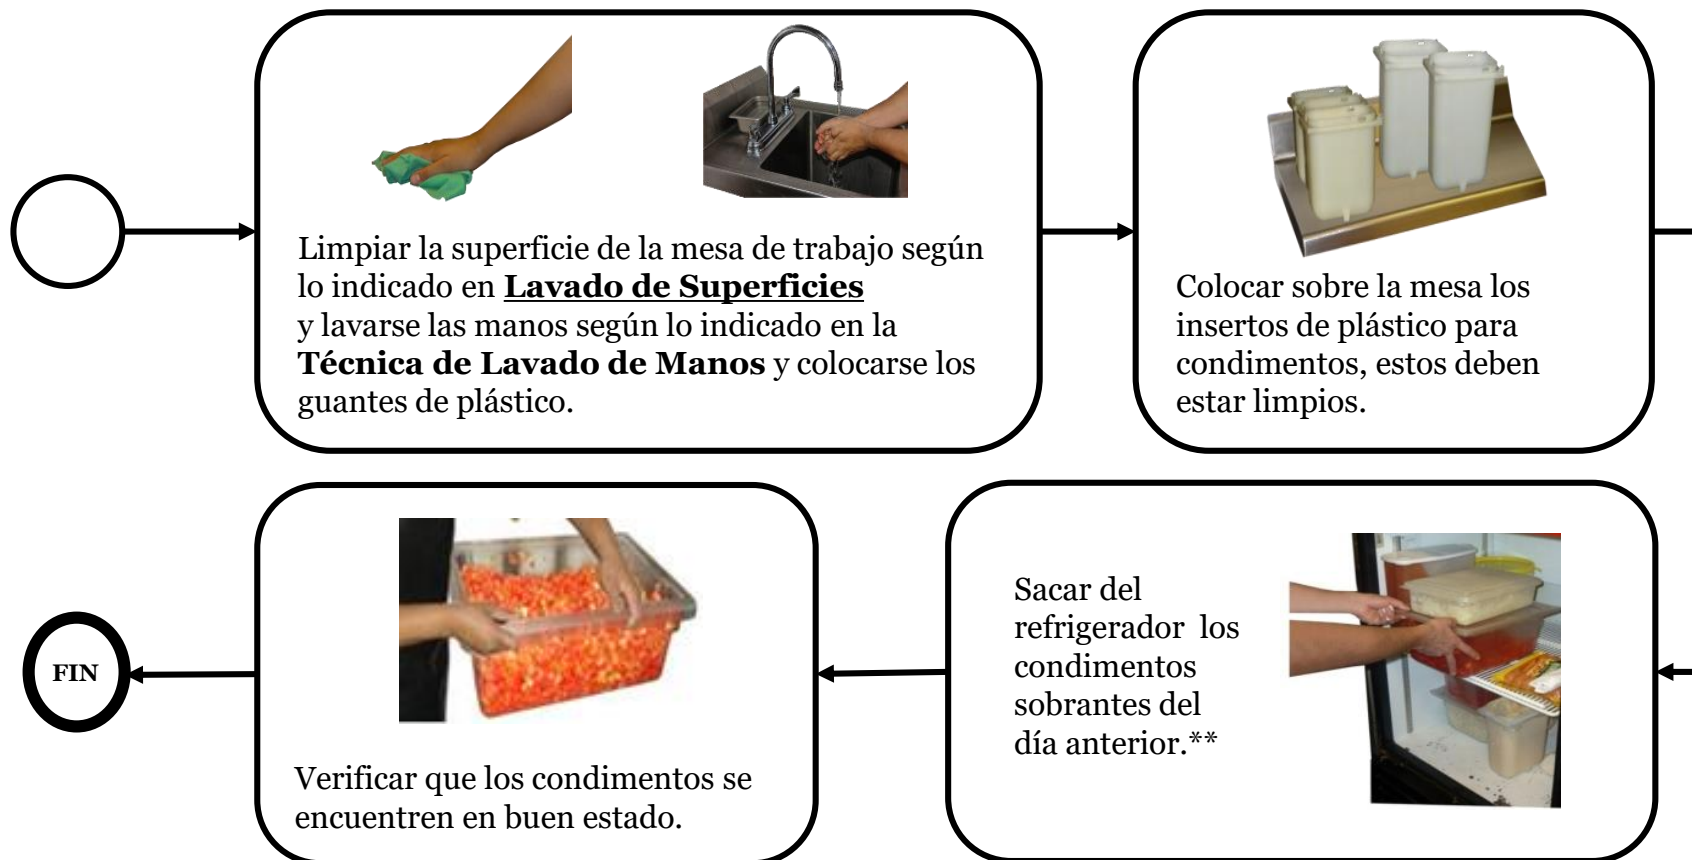 Limpiar la superficie de la mesa de trabajo según
lo indicado en Lavado de Superficies
y lavarse las manos según lo indicado en la
Técnica de Lavado de Manos y colocarse los
guantes de plástico.
Colocar sobre la mesa los
insertos de plástico para
condimentos, estos deben
estar limpios.
Sacar del
refrigerador los
condimentos
sobrantes del
día anterior.**
Verificar que los condimentos se
encuentren en buen estado.
FIN